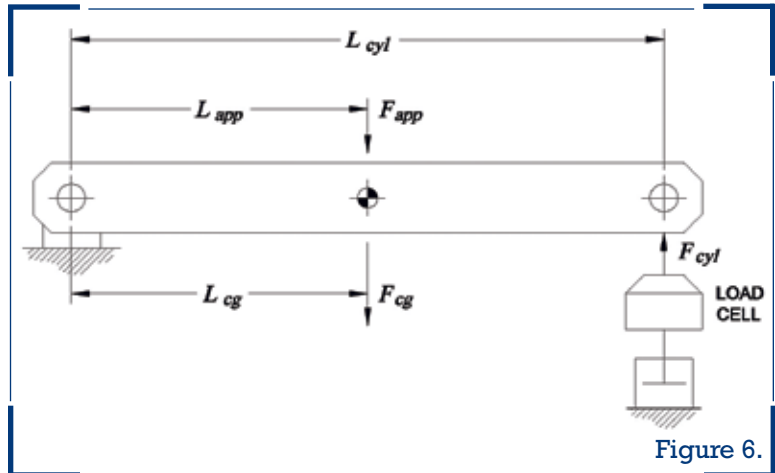 L cyl
L app
F app
F cyl
L cg
F cg
LOAD
CELL
Figure 6.